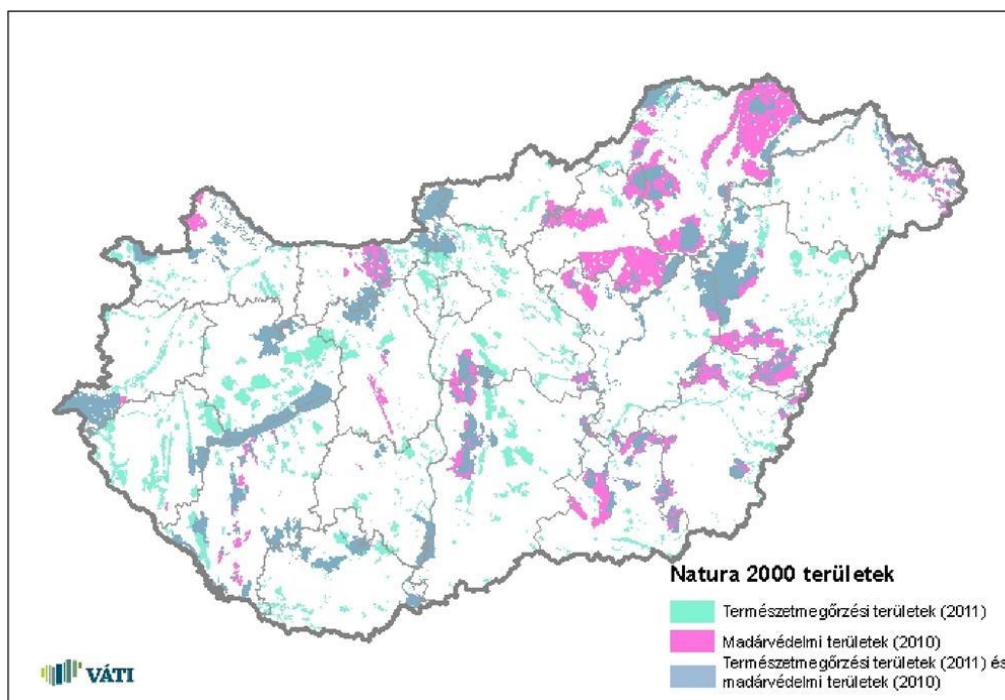 Natura 2000 területek
Természetmegőrzési területek (2011)
Madárvédelmi területek (2010)
Természetmegőrzési területek (2011) és
madárvédelmi területek (2010)
VÁTI